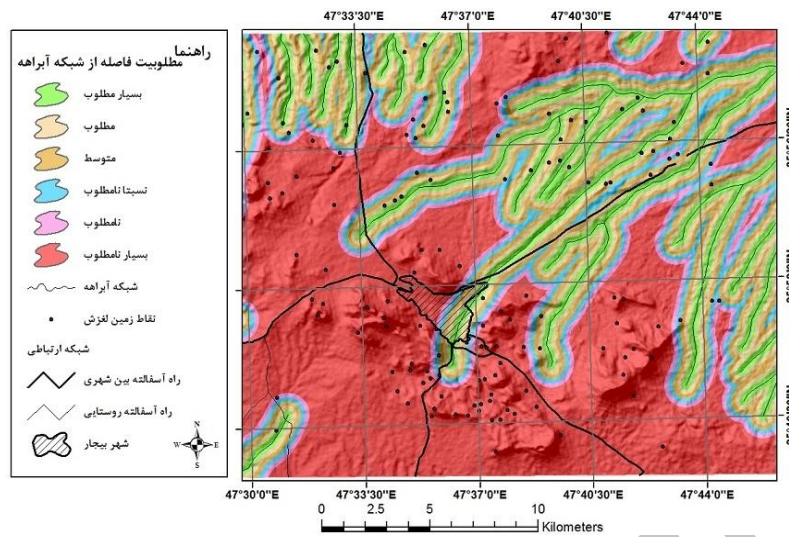 راهنما
مطلوبیت فاصله از شبکه آبراهه
بسیار مطلوب
مطلوب
متوسط
نسبتا نامطلوب
نامطلوب
بسیار نامطلوب
شبکه آبراهه
نقاط زمین لغزش
شبکه ارتباطی
راه آسفالته بین شهری
راه آسفالته روستایی
شهر بیجار
N
W E
S
47°33'30"E 47°37'0"E 47°40'30"E 47°44'0"E
47°30'0"E 47°33'30"E 47°37'0"E 47°40'30"E 47°44'0"E
0 2.5 5 10
Kilometers